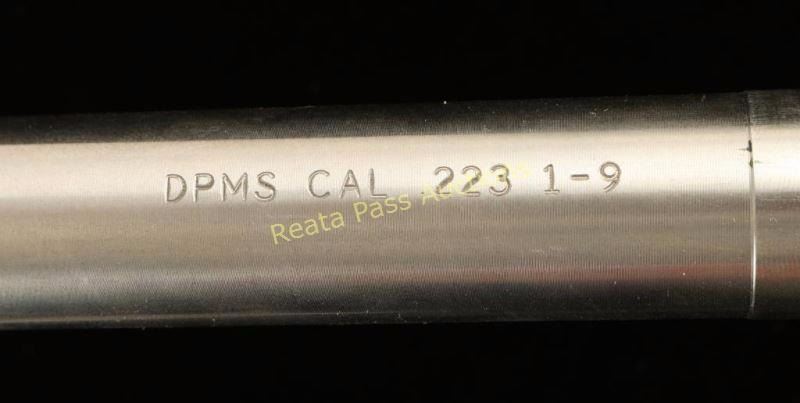 DPMS CAL .223 1-9
Reata Pass Auctions